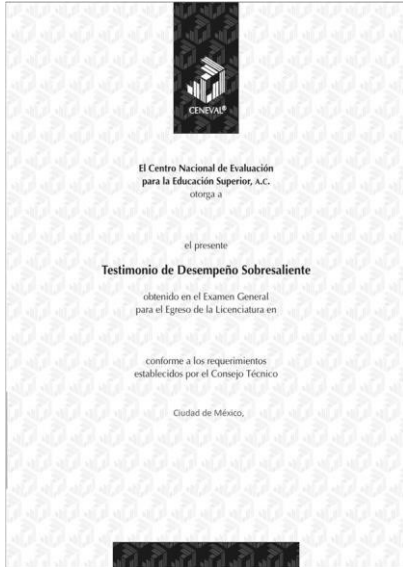 CENEVAL®
El Centro Nacional de Evaluación
para la Educación Superior, A.C.
otorga a
el presente
Testimonio de Desempeño Sobresaliente
obtenido en el Examen General
para el Egreso de la Licenciatura en
conforme a los requerimientos
establecidos por el Consejo Técnico
Ciudad de México,